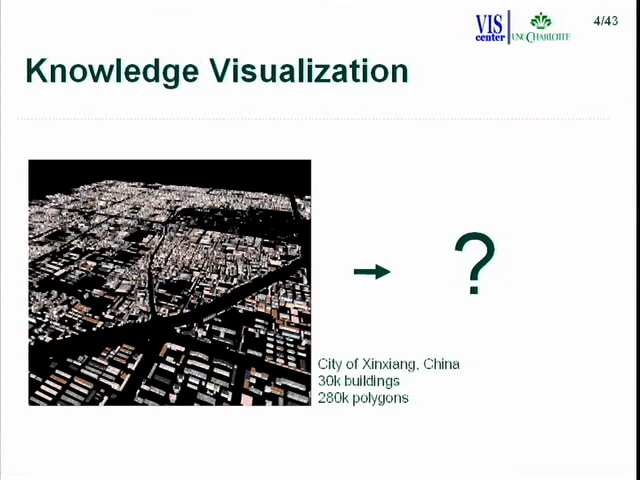 VIS
center
UNC CHARLOTTE
4/43
Knowledge Visualization
?
City of Xinxiang, China
30k buildings
280k polygons